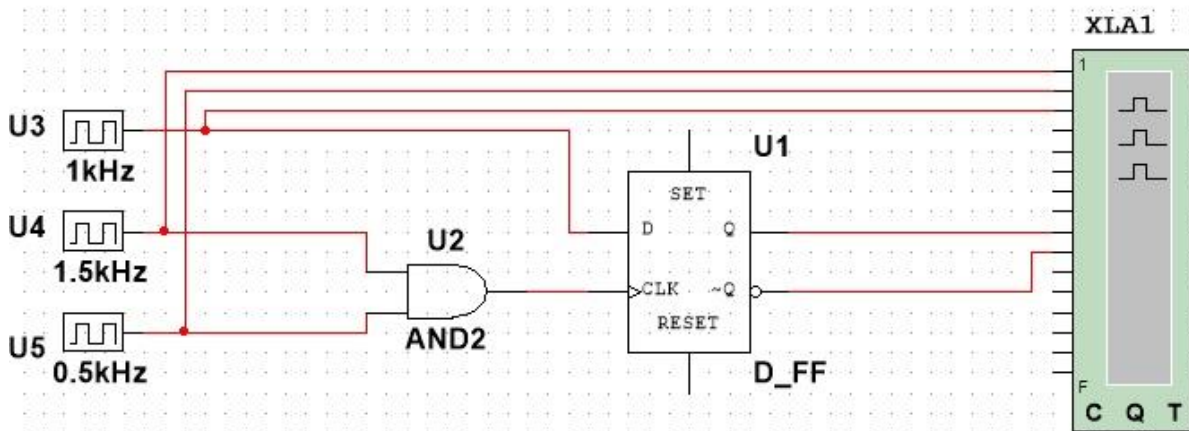 XLA1
1
U3
1kHz
U1
SET
U4
D Q
U2
1.5kHz
CLK ~Q
RESET
U5
AND2
0.5kHz
D_FF
F
C Q T